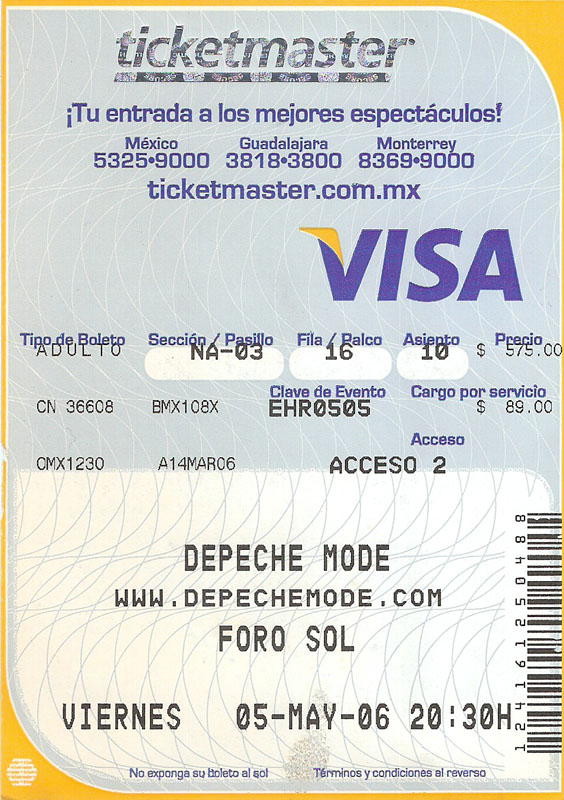 ticketmaster
¡Tu entrada a los mejores espectáculos!
México Guadalajara Monterrey
5325•9000 3818•3800 8369•9000
ticketmaster.com.mx
VISA
Tipo de Boleto Sección / Pasillo Fila / Palco Asiento Precio
ADULTO NA-03 16 10 $ 575.00
Clave de Evento Cargo por servicio
CN 36608 BMX108X EHR0505 $ 89.00
Acceso
CMX1230 A14MAR06 ACCESO 2
DEPECHE MODE
WWW.DEPECHEMODE.COM
FORO SOL
VIERNES 05-MAY-06 20:30H.
124161250488
No exponga su boleto al sol Términos y condiciones al reverso